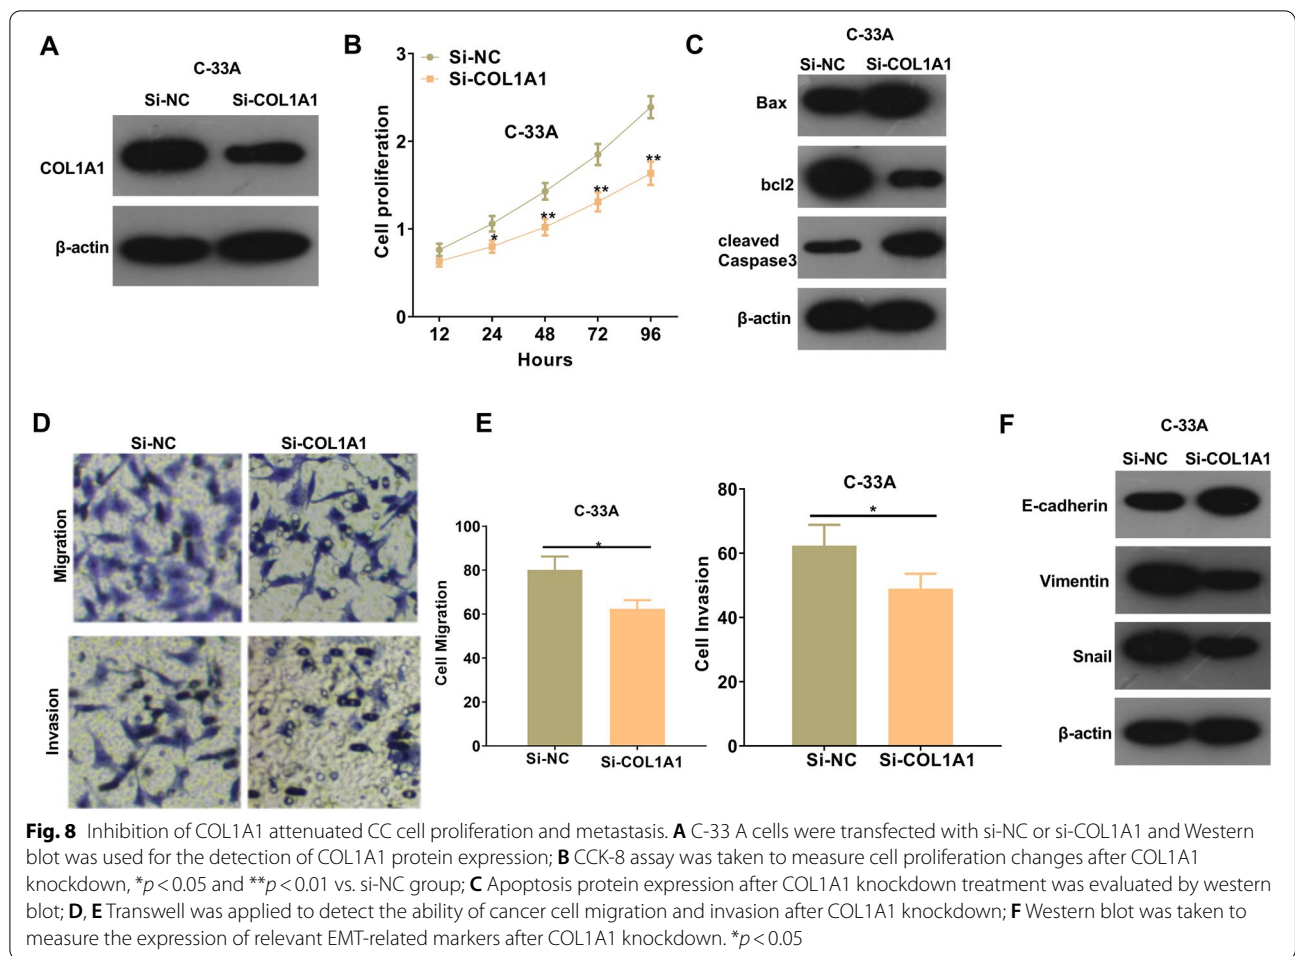 A
C-33A
Si-NC Si-COL1A1
COL1A1
β-actin
B
Si-NC
Si-COL1A1
C-33A
Cell proliferation
3
2
1
0
*
**
**
**
12 24 48 72 96
Hours
C
C-33A
Si-NC Si-COL1A1
Bax
bcl2
cleaved
Caspase3
β-actin
D
Si-NC Si-COL1A1
Migration
Invasion
E
C-33A
*
Cell Migration
100
80
60
40
20
0
Si-NC Si-COL1A1
C-33A
*
Cell Invasion
80
60
40
20
0
Si-NC Si-COL1A1
F
C-33A
Si-NC Si-COL1A1
E-cadherin
Vimentin
Snail
β-actin
Fig. 8 Inhibition of COL1A1 attenuated CC cell proliferation and metastasis. A C-33 A cells were transfected with si-NC or si-COL1A1 and Western
blot was used for the detection of COL1A1 protein expression; B CCK-8 assay was taken to measure cell proliferation changes after COL1A1
knockdown, *p < 0.05 and **p < 0.01 vs. si-NC group; C Apoptosis protein expression after COL1A1 knockdown treatment was evaluated by western
blot; D, E Transwell was applied to detect the ability of cancer cell migration and invasion after COL1A1 knockdown; F Western blot was taken to
measure the expression of relevant EMT-related markers after COL1A1 knockdown. *p < 0.05